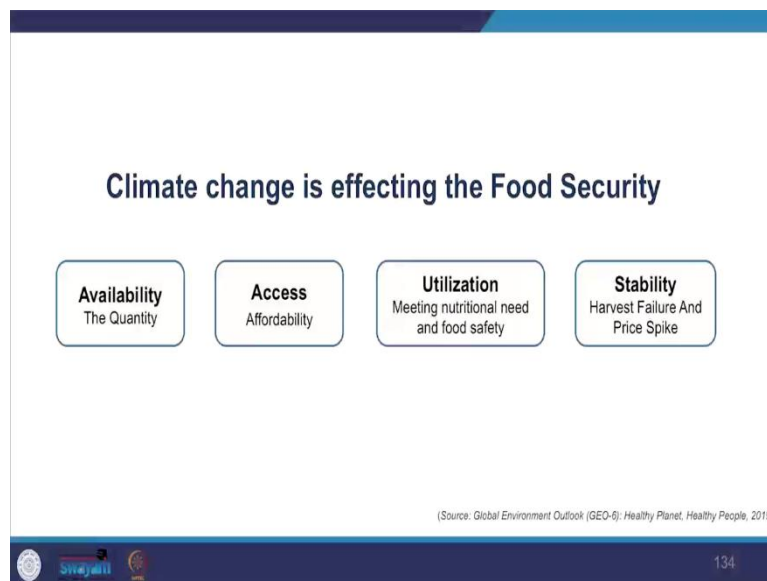 Climate change is effecting the Food Security
Availability
The Quantity
Access
Affordability
Utilization
Meeting nutritional need
and food safety
Stability
Harvest Failure And
Price Spike
(Source: Global Environment Outlook (GEO-6): Healthy Planet, Healthy People, 201
swayam
134